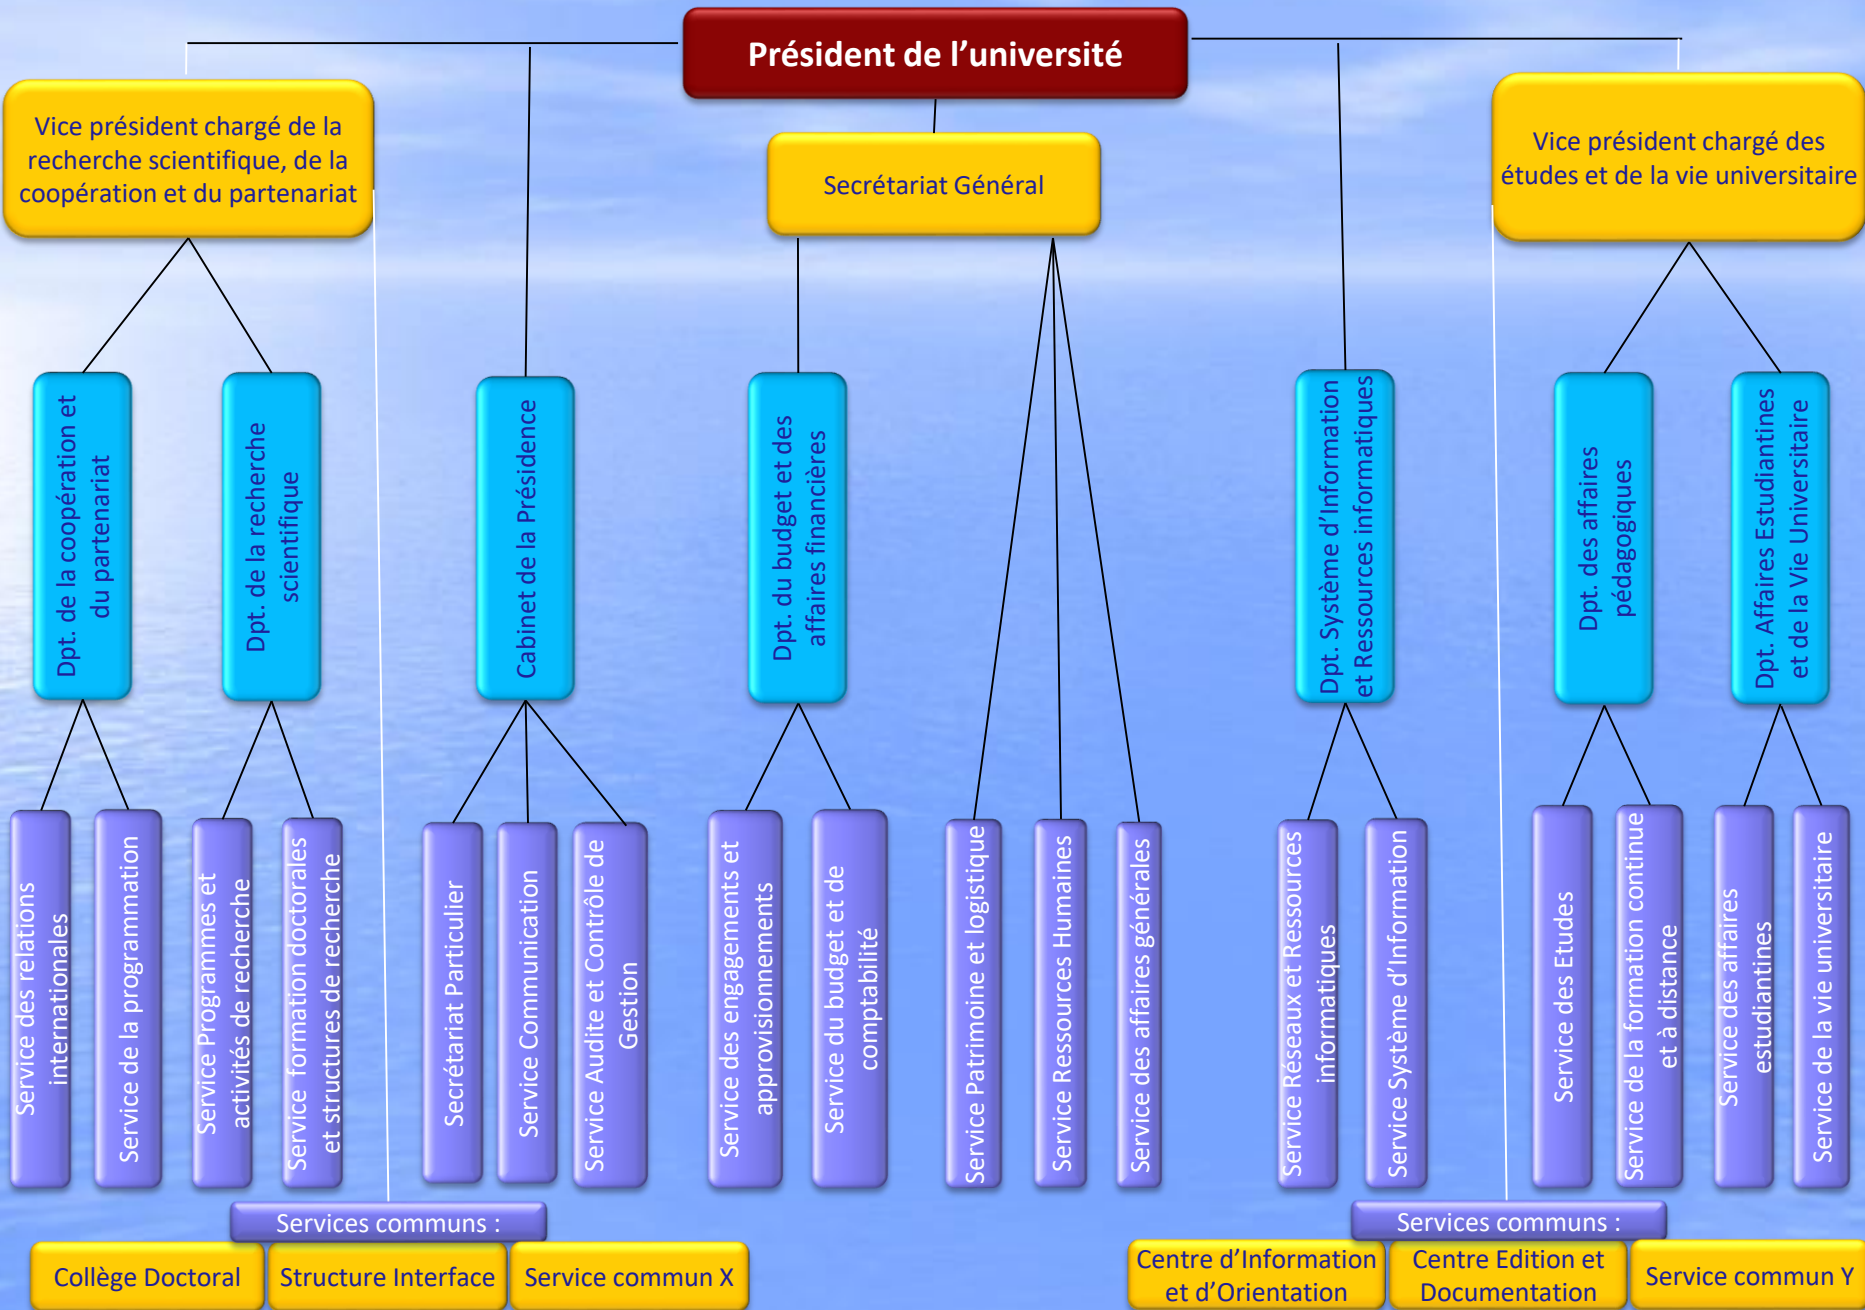 Président de l’université
Vice président chargé de la
recherche scientifique, de la
coopération et du partenariat
Secrétariat Général
Vice président chargé des
études et de la vie universitaire
Dpt. de la coopération et
du partenariat
Dpt. de la recherche
scientifique
Cabinet de la Présidence
Dpt. du budget et des
affaires financières
Dpt. Système d’Information
et Ressources informatiques
Dpt. des affaires
pédagogiques
Dpt. Affaires Estudiantines
et de la Vie Universitaire
Service des relations
internationales
Service de la programmation
Service Programmes et
activités de recherche
Service formation doctorales
et structures de recherche
Secrétariat Particulier
Service Communication
Service Audite et Contrôle de
Gestion
Service des engagements et
approvisionnements
Service du budget et de
comptabilité
Service Patrimoine et logistique
Service Ressources Humaines
Service des affaires générales
Service Réseaux et Ressources
informatiques
Service Système d’Information
Service des Etudes
Service de la formation continue
et à distance
Service des affaires
estudiantines
Service de la vie universitaire
Services communs :
Collège Doctoral
Structure Interface
Service commun X
Services communs :
Centre d’Information
et d’Orientation
Centre Edition et
Documentation
Service commun Y